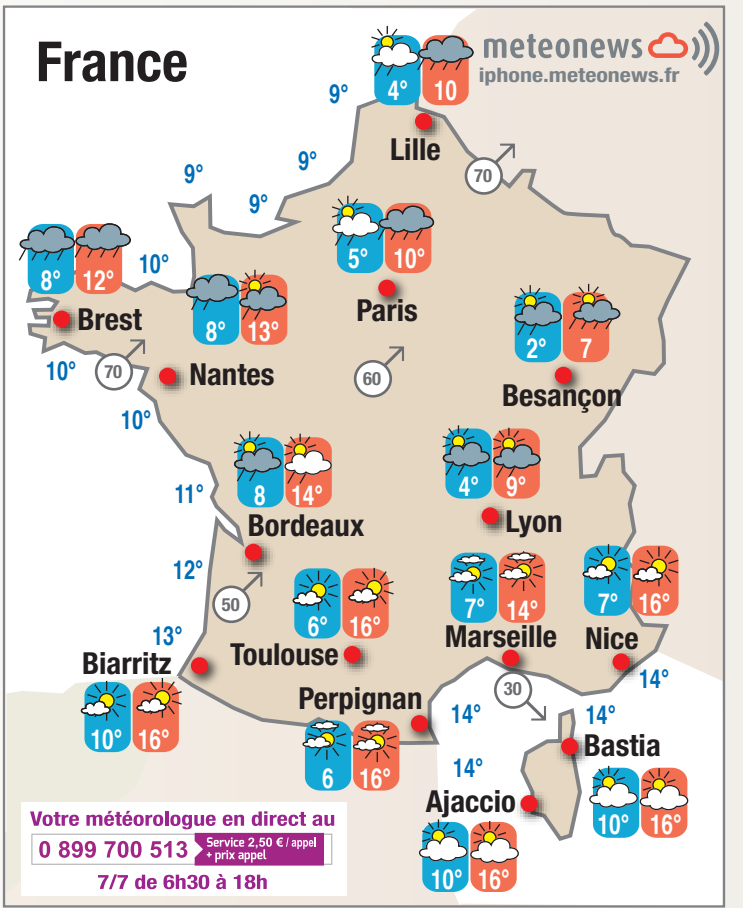 France
meteonews
iphone.meteonews.fr
4° 10
Lille
9°
9°
9°
9°
70
5° 10°
Paris
8° 12°
Brest
10°
8° 13°
Nantes
2° 7
Besançon
10°
70
60
10°
8 14°
Bordeaux
4° 9°
Lyon
11°
12°
50
6° 16°
Toulouse
7° 14°
Marseille
7° 16°
Nice
13°
Biarritz
10° 16°
Perpignan
6 16°
14°
30
14°
14°
Bastia
10° 16°
14°
Ajaccio
10° 16°
Votre météorologue en direct au
0 899 700 513 Service 2,50 € / appel
+ prix appel
7/7 de 6h30 à 18h